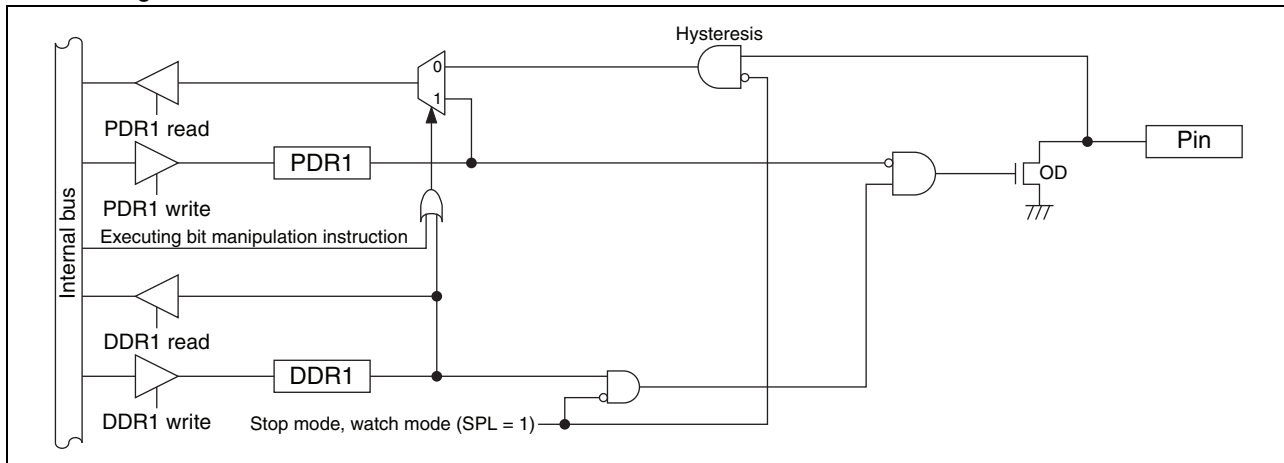 Hysteresis
0
1
PDR1 read
PDR1
Pin
OD
PDR1 write
Executing bit manipulation instruction
Internal bus
DDR1 read
DDR1
DDR1 write
Stop mode, watch mode (SPL = 1)